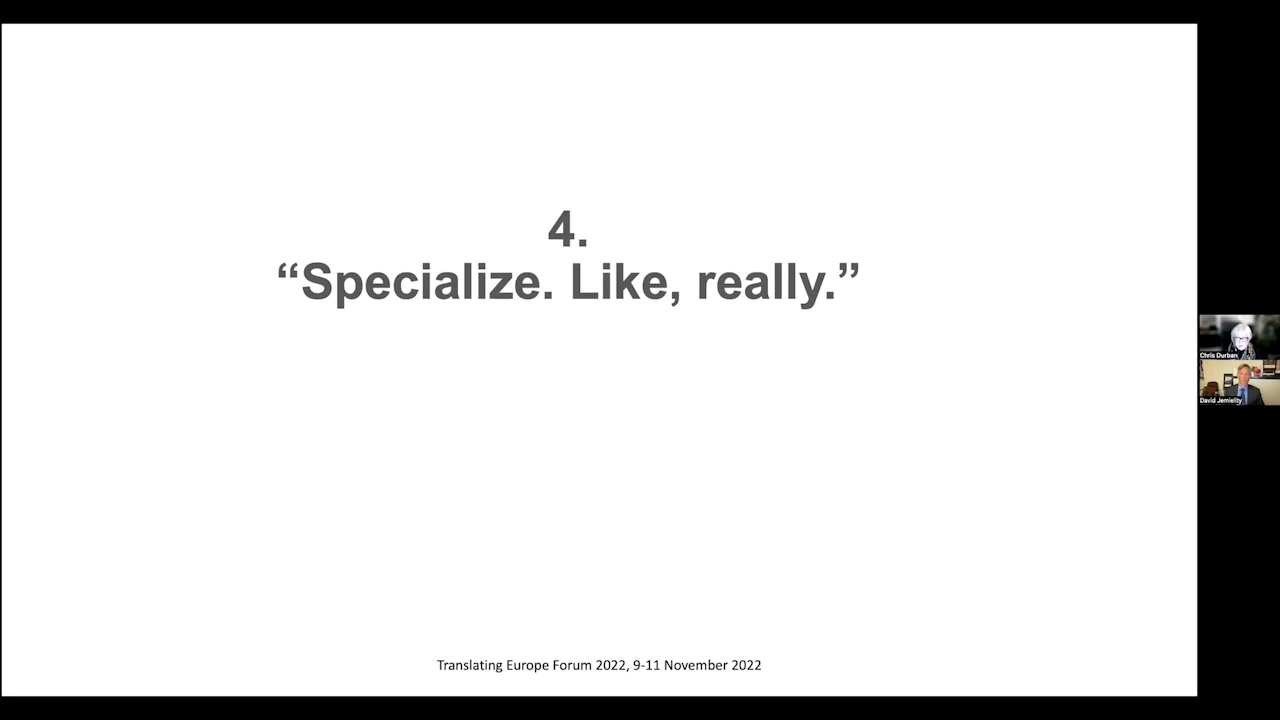 4.
“Specialize. Like, really.”
Chris Durban
David Jemielity
Translating Europe Forum 2022, 9-11 November 2022